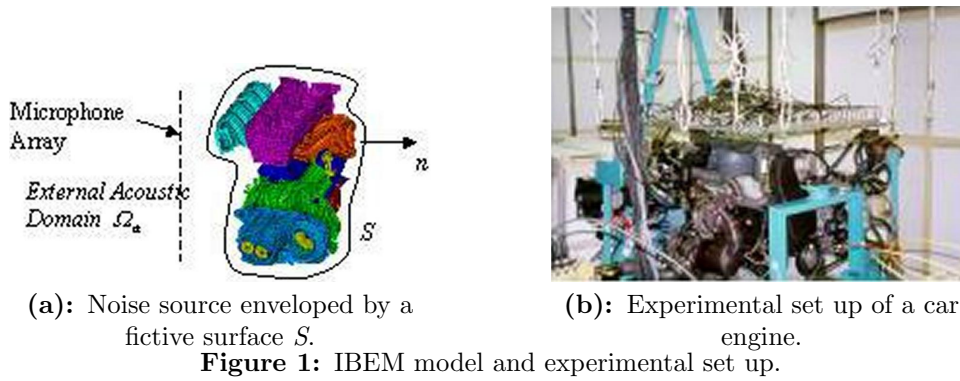 Microphone
Array
External Acoustic
Domain Ωa
n
S
(a): Noise source enveloped by a
fictive surface S.
(b): Experimental set up of a car
engine.
Figure 1: IBEM model and experimental set up.